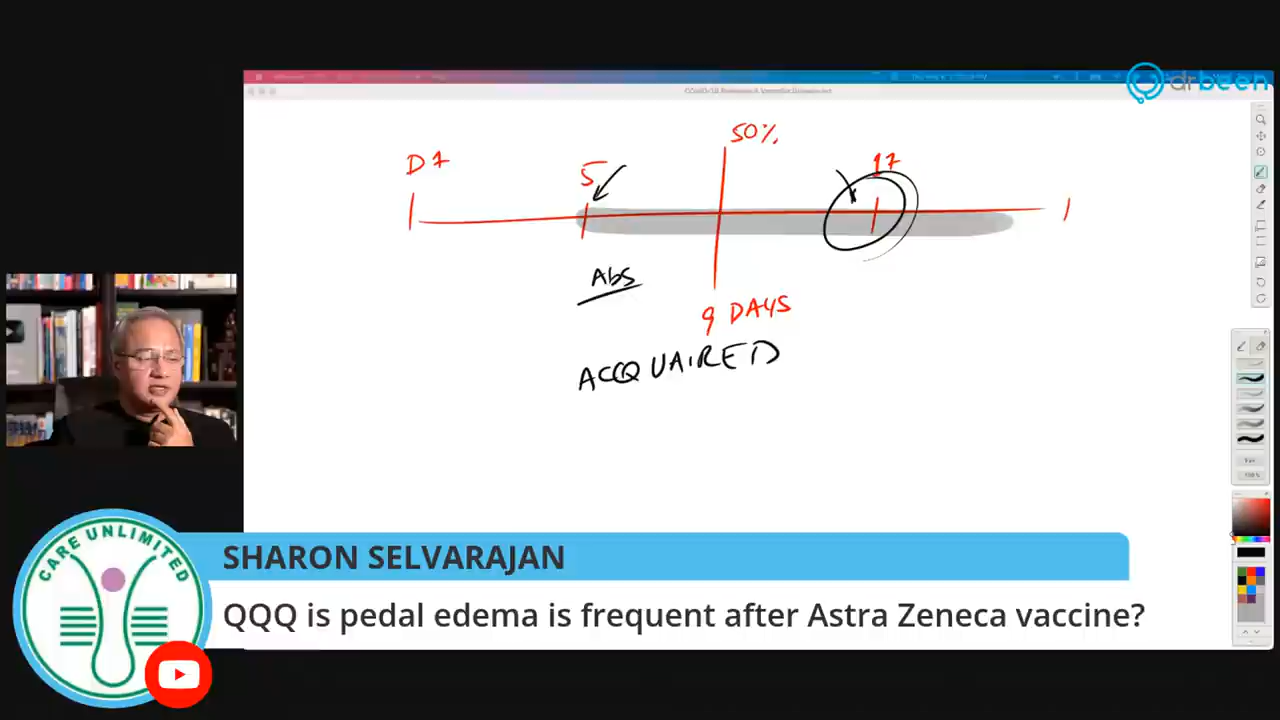 drbeen
50%
D7
5
17
Abs
9 DAYS
ACQUAIRED
CARE UNLIMITED
SHARON SELVARAJAN
QQQ is pedal edema is frequent after Astra Zeneca vaccine?